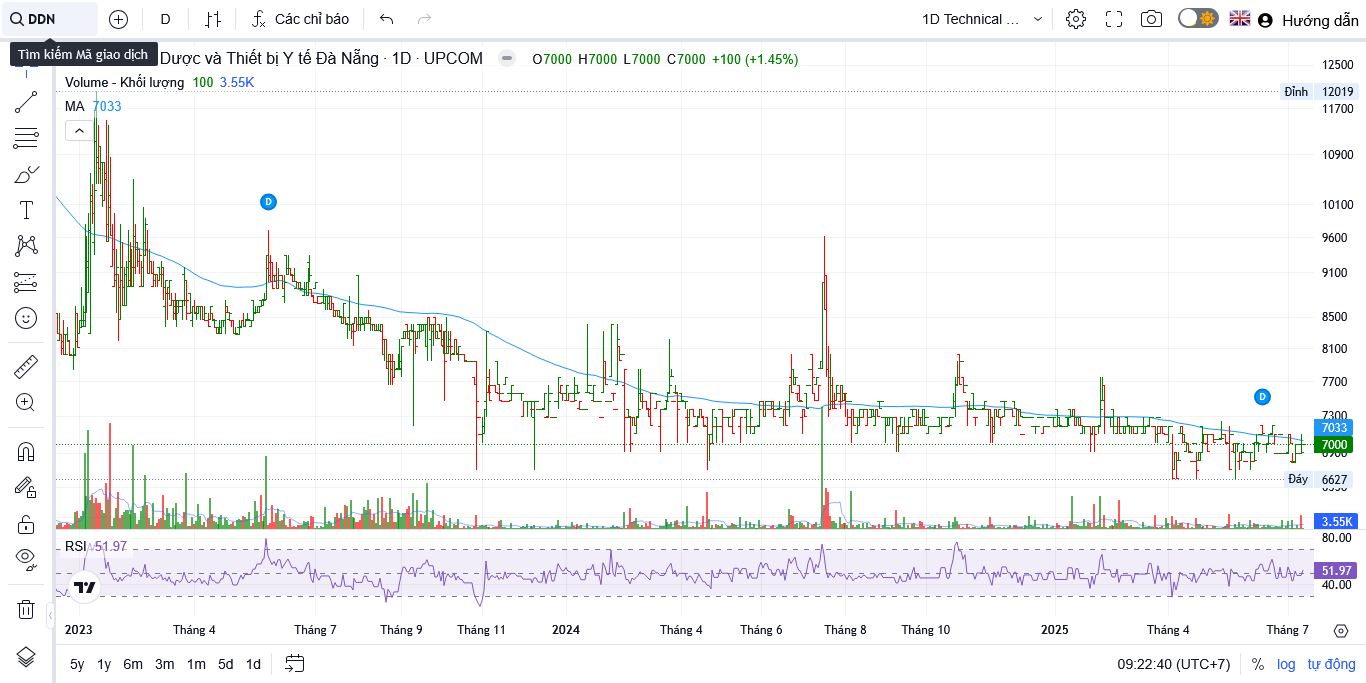 DDN
D
Các chỉ báo
1D Technical ...
Hướng dẫn
Tìm kiếm Mã giao dịch
Dược và Thiết bị Y tế Đà Nẵng · 1D · UPCOM
O7000 H7000 L7000 C7000 +100 (+1.45%)
Volume - Khối lượng 100 3.55K
MA 7033
12500
Đỉnh 12019
11700
10900
10100
9600
9100
8500
8100
7700
7300
7033
7000
Đáy 6627
3.55K
D
D
RSI 51.97
80.00
51.97
40.00
2023
Tháng 4
Tháng 7
Tháng 9
Tháng 11
2024
Tháng 4
Tháng 6
Tháng 8
Tháng 10
2025
Tháng 4
Tháng 7
5y 1y 6m 3m 1m 5d 1d
09:22:40 (UTC+7)
% log tự động